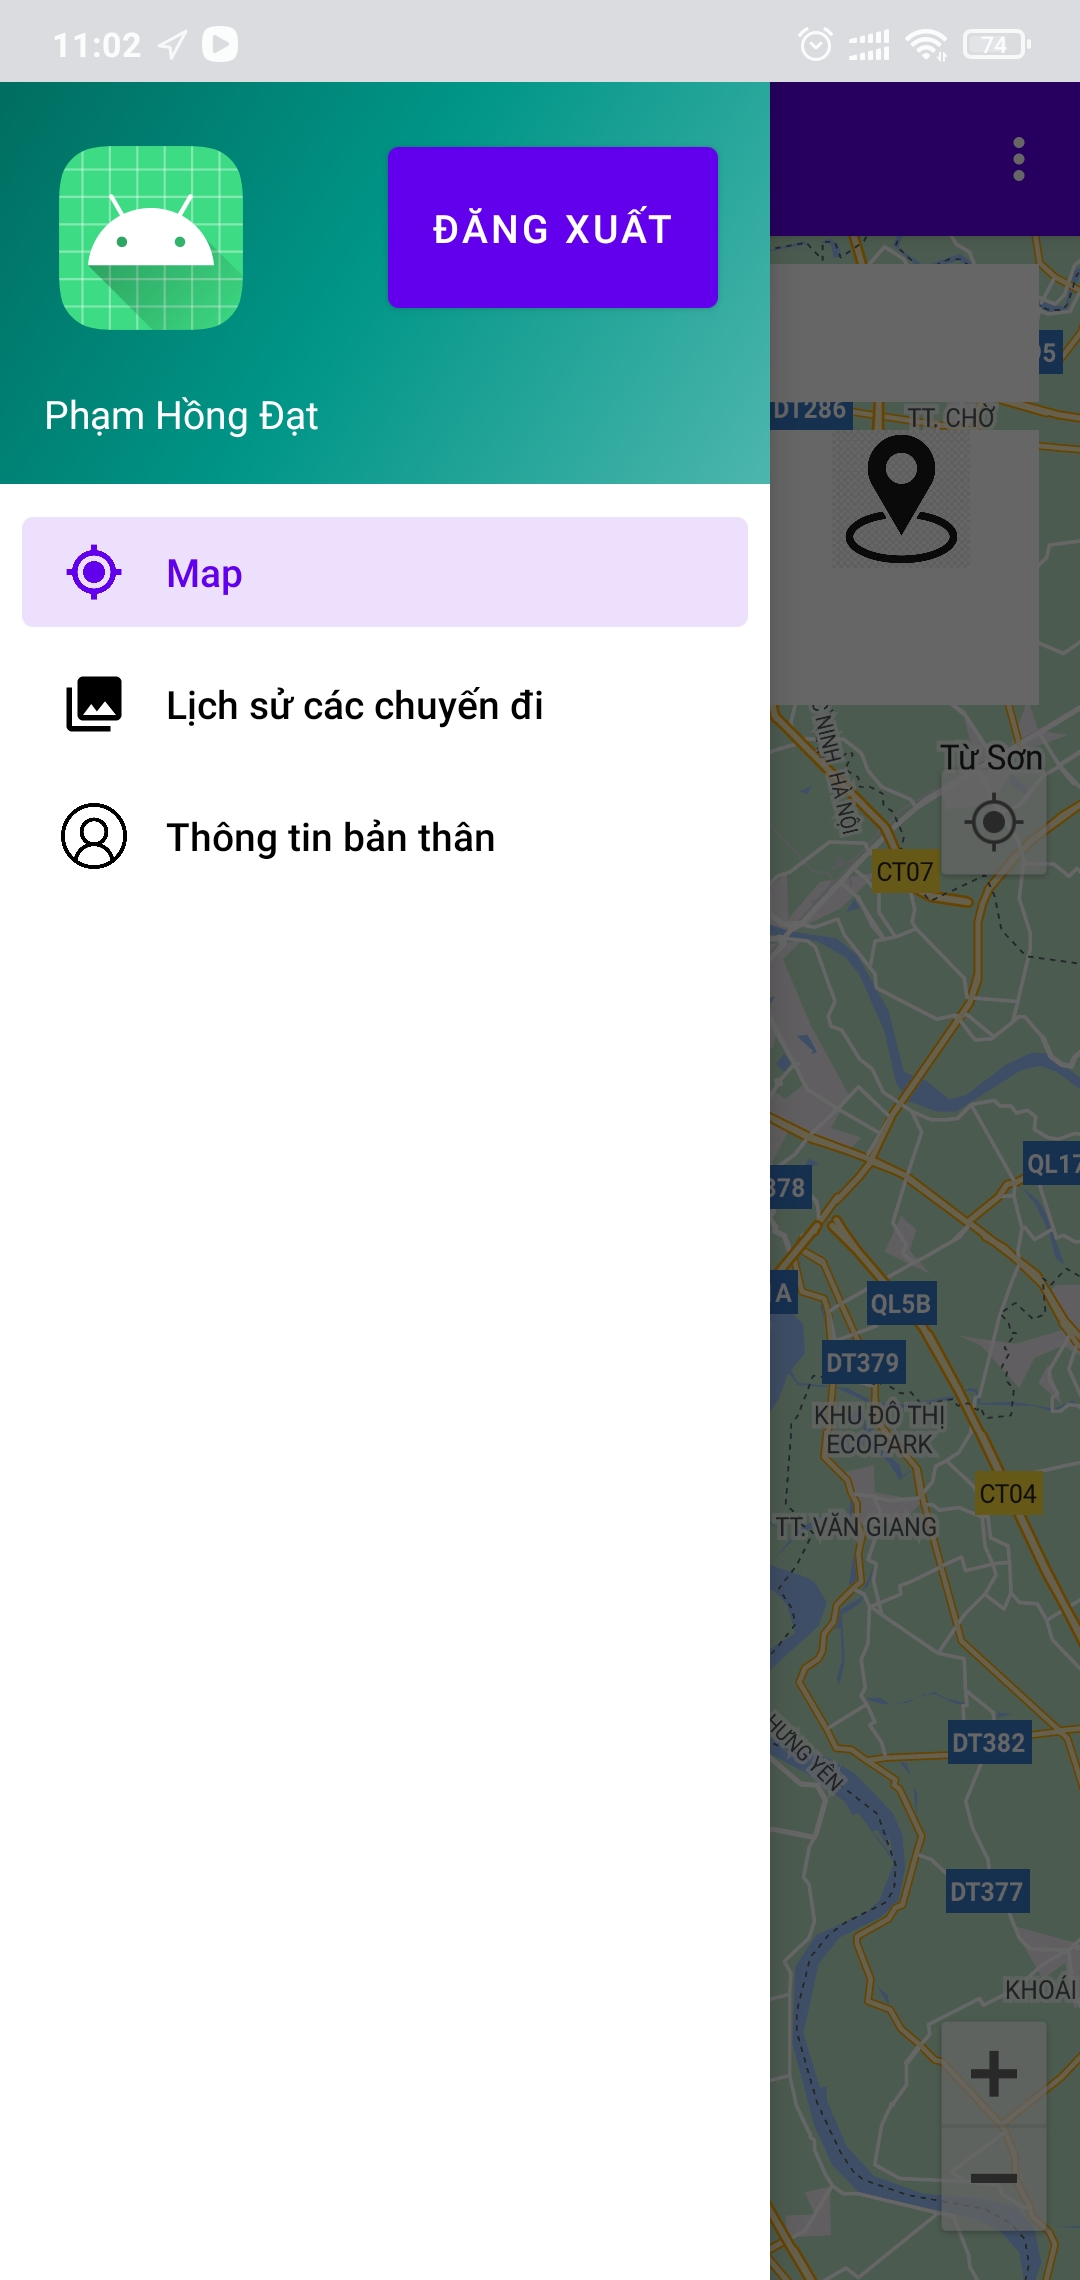 11:02
74
ĐĂNG XUẤT
Phạm Hồng Đạt
Map
Lịch sử các chuyến đi
Thông tin bản thân
DT286
TT. CHỜ
Từ Sơn
CT07
QL17
378
A
QL5B
DT379
KHU ĐÔ THỊ
ECOPARK
CT04
TT. VĂN GIANG
HƯNG YÊN
DT382
DT377
KHOÁI
NINH HÀ NỘI